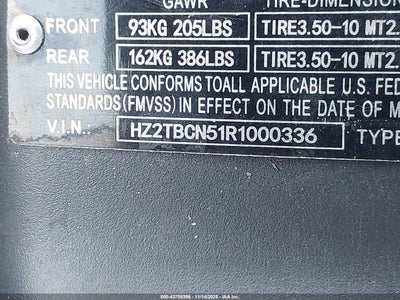 GAWR TIRE-DIMENSION
FRONT 93KG 205LBS TIRE3.50-10 MT2.
REAR 162KG 386LBS TIRE3.50-10 MT2.
THIS VEHICLE CONFORMS TOALL APPLICABLE U.S. FED
STANDARDS (FMVSS) IN EFFECT ON THE DATE OF M
V.I.N.: HZ2TBCN51R1000336 TYPE
600-43709396 - 11/14/2025 - IAA Inc.